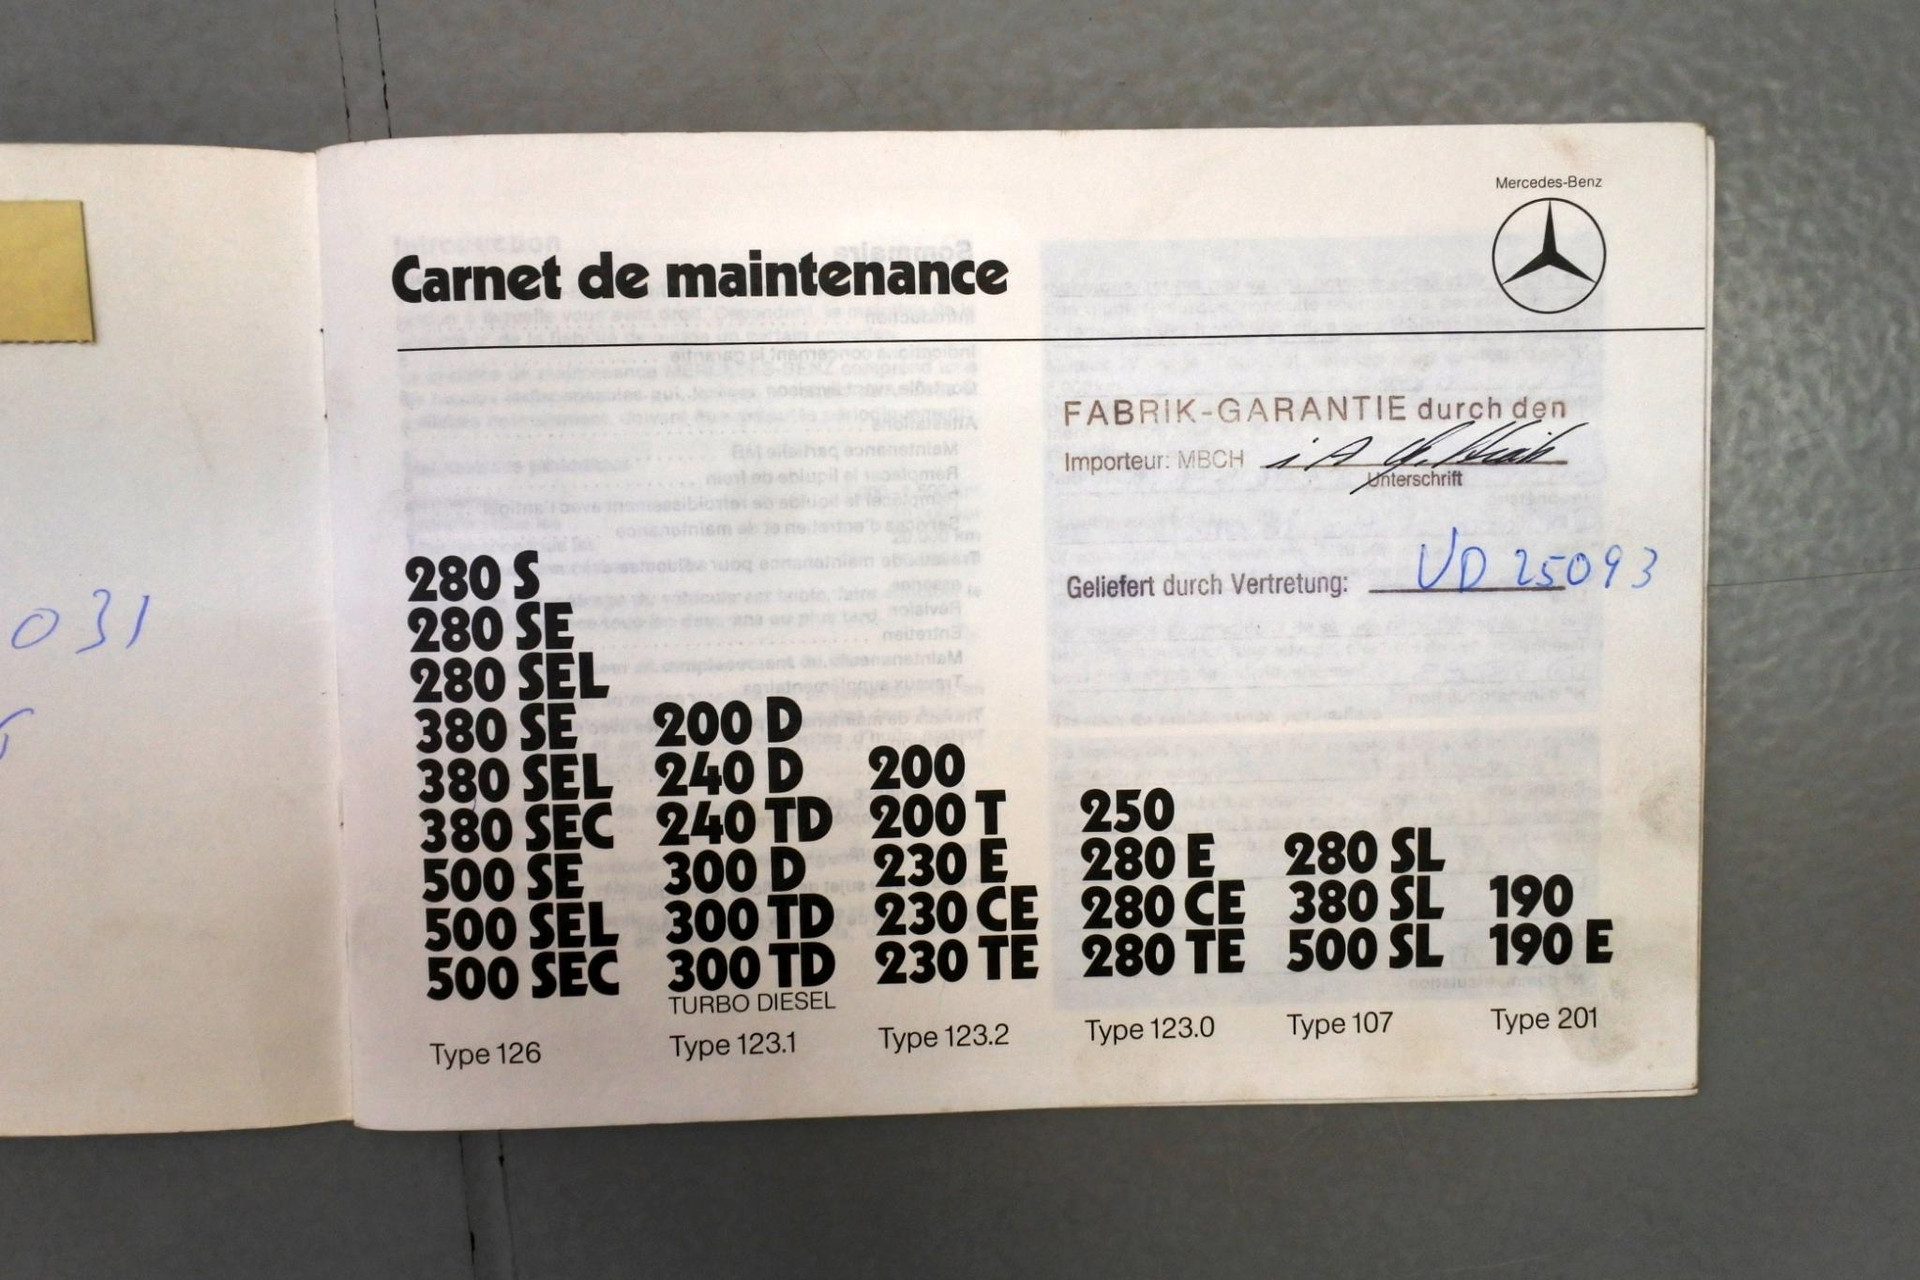 031
Mercedes-Benz
Carnet de maintenance
FABRIK-GARANTIE durch den
Importeur: MBCH i A
Unterschrift
Geliefert durch Vertretung: VD 25093
280 S
280 SE
280 SEL
380 SE
380 SEL
380 SEC
500 SE
500 SEL
500 SEC
Type 126
200 D
240 D
240 TD
300 D
300 TD
300 TD
TURBO DIESEL
Type 123.1
200
200 T
230 E
230 CE
230 TE
Type 123.2
250
280 E
280 CE
280 TE
Type 123.0
280 SL
380 SL
500 SL
Type 107
190
190 E
Type 201